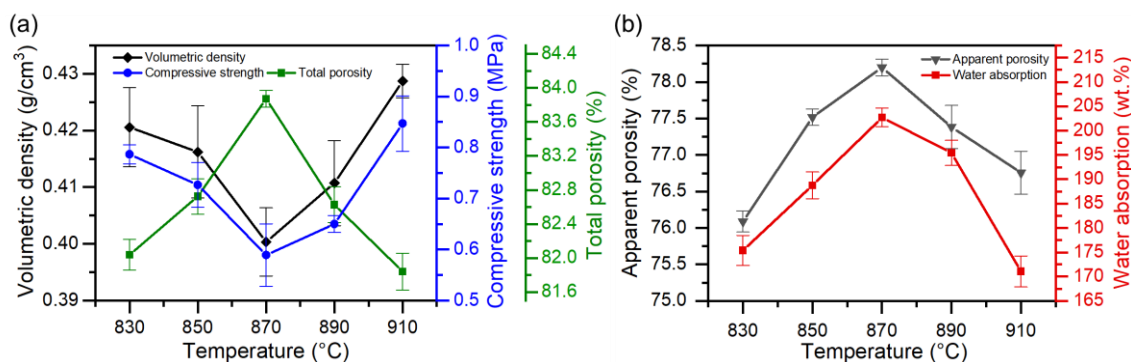 (a)
Volumetric density
Compressive strength
Total porosity
Volumetric density (g/cm3)
0.43
0.42
0.41
0.40
0.39
830 850 870 890 910
Temperature (°C)
1.0
0.9
0.8
0.7
0.6
0.5
Compressive strength (MPa)
84.4
84.0
83.6
83.2
82.8
82.4
82.0
81.6
Total porosity (%)
(b)
Apparent porosity
Water absorption
Apparent porosity (%)
78.5
78.0
77.5
77.0
76.5
76.0
75.5
75.0
830 850 870 890 910
Temperature (°C)
215
210
205
200
195
190
185
180
175
170
165
Water absorption (wt.%)